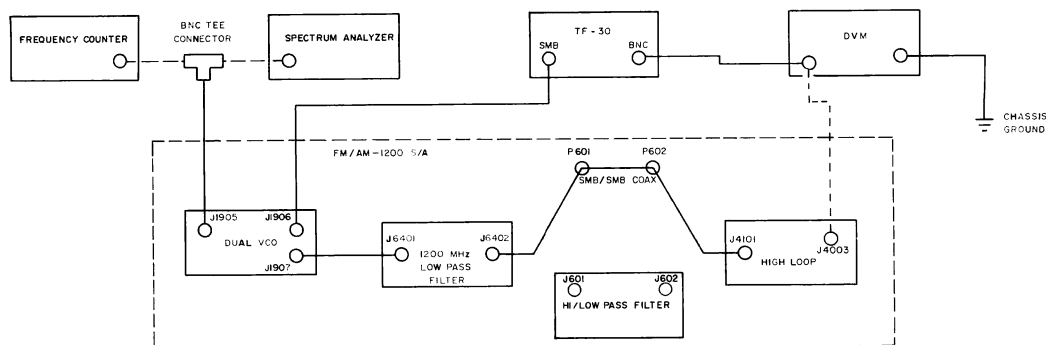 BNC TEE
CONNECTOR
FREQUENCY COUNTER
SPECTRUM ANALYZER
TF-30
SMB
BNC
DVM
CHASSIS
GROUND
FM/AM-1200 S/A
P601
P602
SMB/SMB COAX
J1905
J1906
DUAL VCO
J1907
J6401
J6402
1200 MHz
LOW PASS
FILTER
J4101
J4003
HIGH LOOP
J601
J602
HI/LOW PASS FILTER